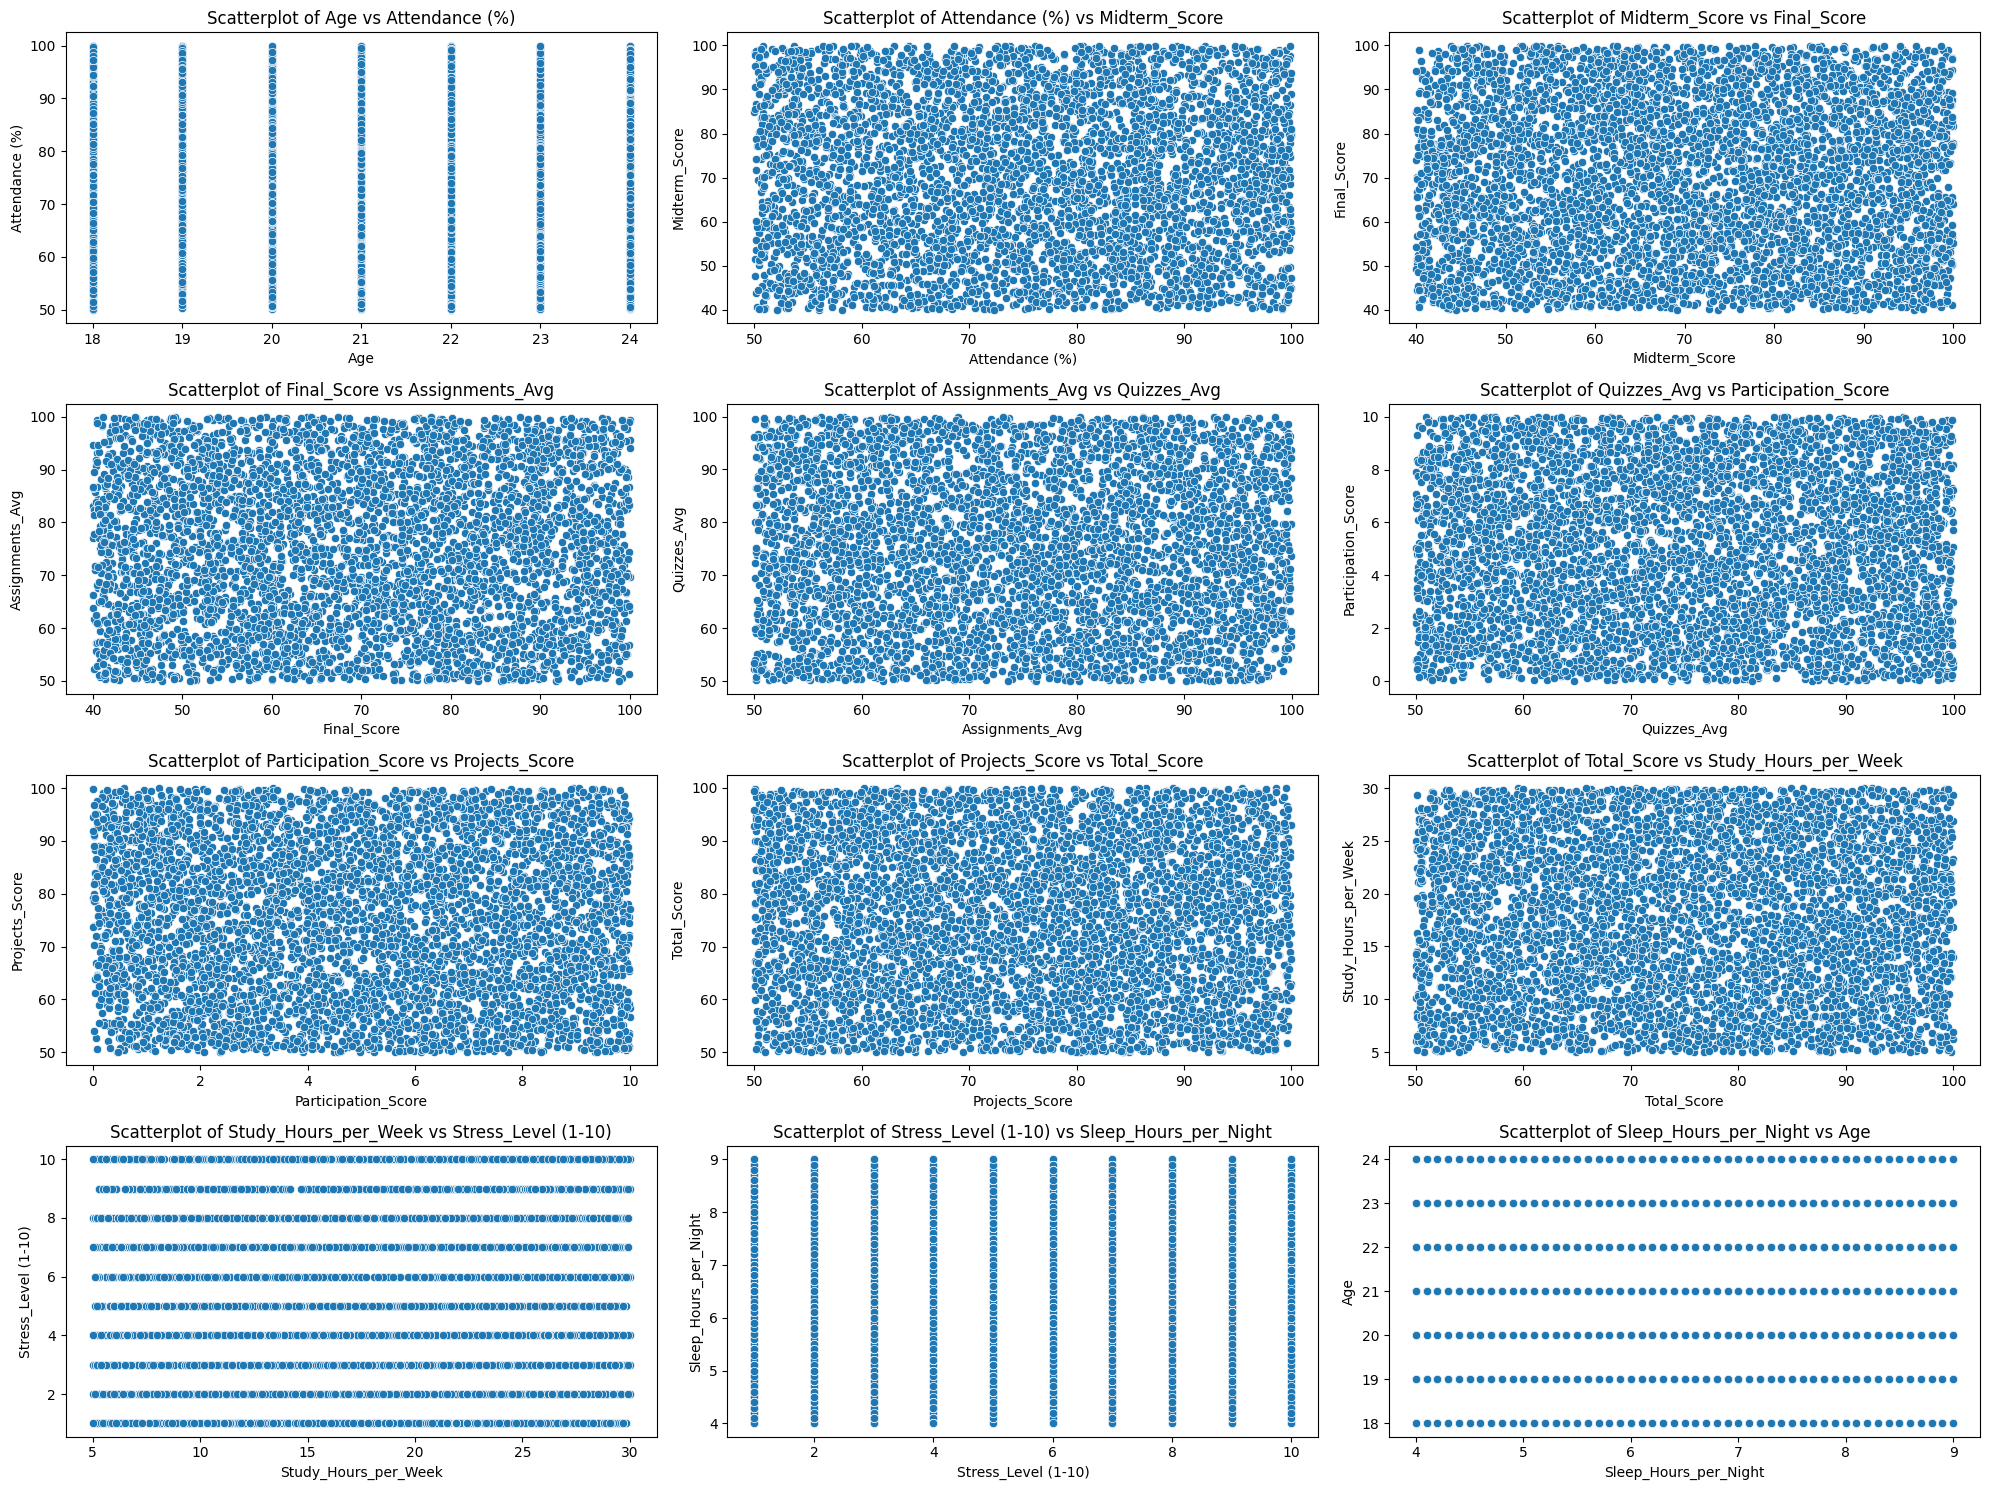 Scatterplot of Age vs Attendance (%)
Attendance (%)
100
90
80
70
60
50
18 19 20 21 22 23 24
Age
Scatterplot of Attendance (%) vs Midterm_Score
Midterm_Score
100
90
80
70
60
50
40
50 60 70 80 90 100
Attendance (%)
Scatterplot of Midterm_Score vs Final_Score
Final_Score
100
90
80
70
60
50
40
40 50 60 70 80 90 100
Midterm_Score
Scatterplot of Final_Score vs Assignments_Avg
Assignments_Avg
100
90
80
70
60
50
40 50 60 70 80 90 100
Final_Score
Scatterplot of Assignments_Avg vs Quizzes_Avg
Quizzes_Avg
100
90
80
70
60
50
50 60 70 80 90 100
Assignments_Avg
Scatterplot of Quizzes_Avg vs Participation_Score
Participation_Score
10
8
6
4
2
0
50 60 70 80 90 100
Quizzes_Avg
Scatterplot of Participation_Score vs Projects_Score
Projects_Score
100
90
80
70
60
50
0 2 4 6 8 10
Participation_Score
Scatterplot of Projects_Score vs Total_Score
Total_Score
100
90
80
70
60
50
50 60 70 80 90 100
Projects_Score
Scatterplot of Total_Score vs Study_Hours_per_Week
Study_Hours_per_Week
30
25
20
15
10
5
50 60 70 80 90 100
Total_Score
Scatterplot of Study_Hours_per_Week vs Stress_Level (1-10)
Stress_Level (1-10)
10
8
6
4
2
5 10 15 20 25 30
Study_Hours_per_Week
Scatterplot of Stress_Level (1-10) vs Sleep_Hours_per_Night
Sleep_Hours_per_Night
9
8
7
6
5
4
2 4 6 8 10
Stress_Level (1-10)
Scatterplot of Sleep_Hours_per_Night vs Age
Age
24
23
22
21
20
19
18
4 5 6 7 8 9
Sleep_Hours_per_Night